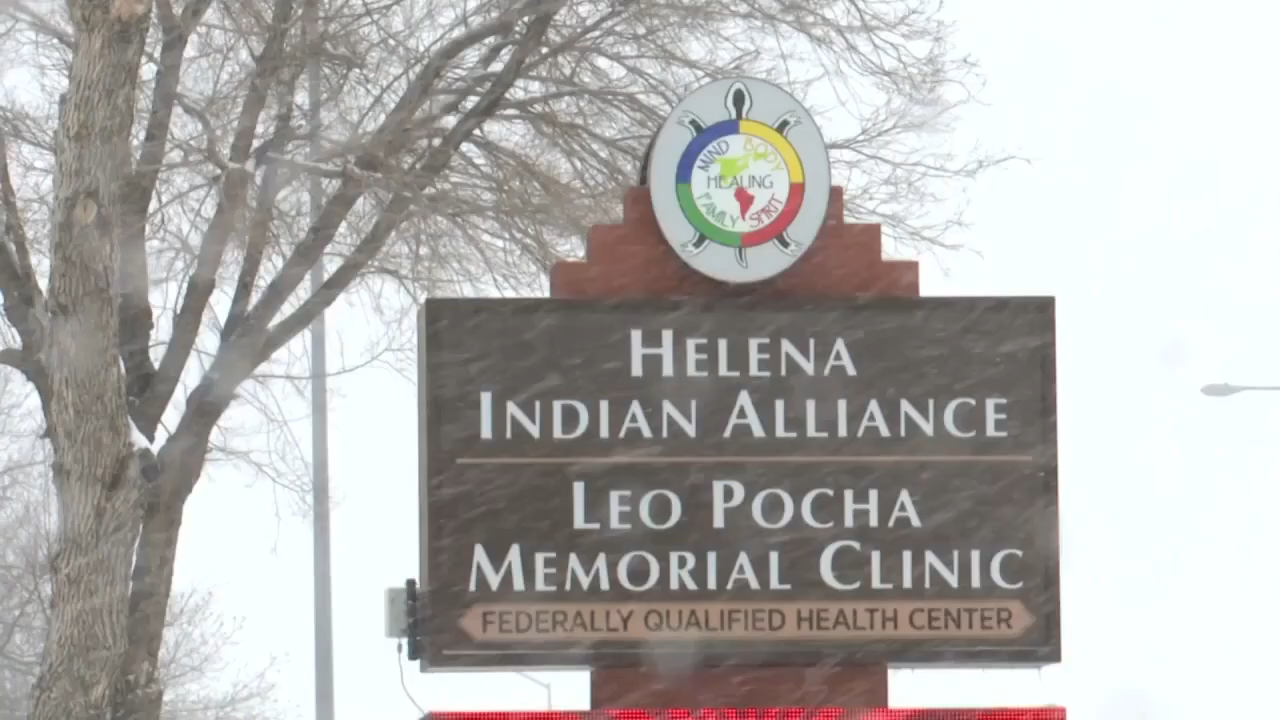 MIND BODY
HEALING
FAMILY SPIRIT
HELENA
INDIAN ALLIANCE
LEO POCHA
MEMORIAL CLINIC
FEDERALLY QUALIFIED HEALTH CENTER